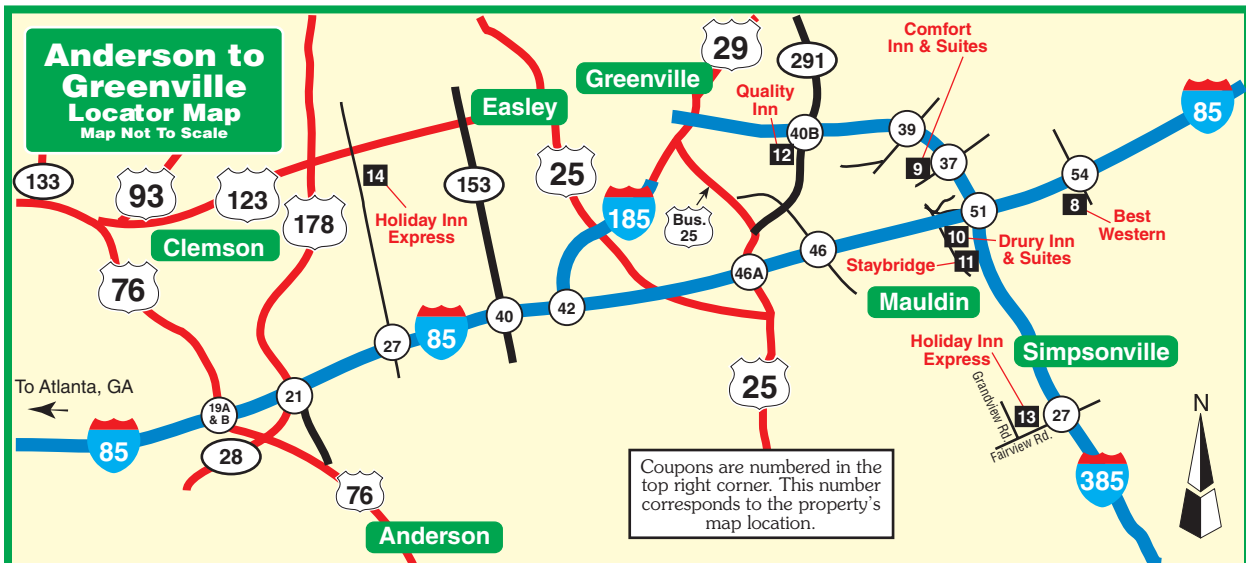 Anderson to
Greenville
Locator Map
Map Not To Scale
133
93
123
178
Clemson
76
To Atlanta, GA
85
19A
& B
28
21
76
Anderson
14
Holiday Inn
Express
27
85
153
40
Easley
25
42
185
Greenville
29
Bus.
25
291
Quality
Inn
12
40B
46A
46
25
Comfort
Inn & Suites
39
9
37
51
10
Drury Inn
& Suites
Staybridge
11
Mauldin
54
8
Best
Western
85
Holiday Inn
Express
Simpsonville
13
27
Grandview Rd.
Fairview Rd.
385
N
Coupons are numbered in the
top right corner. This number
corresponds to the property's
map location.